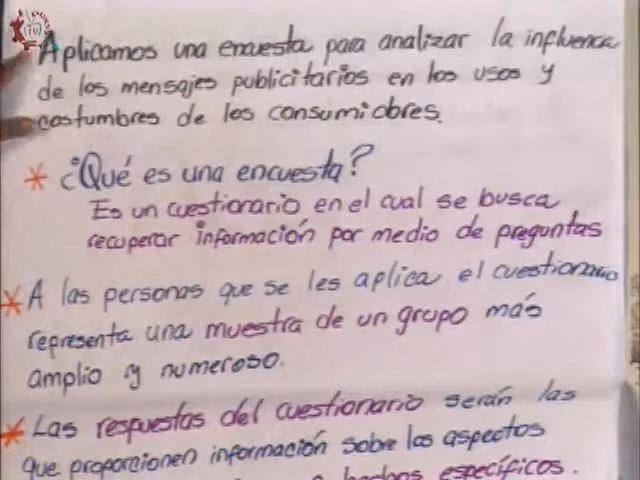 Aplicamos una encuesta para analizar la influencia
de los mensajes publicitarios en los usos y
costumbres de los consumidores.
* ¿Qué es una encuesta?
Es un cuestionario en el cual se busca
recuperar información por medio de preguntas
* A las personas que se les aplica el cuestionario
representa una muestra de un grupo más
amplio y numeroso.
* Las respuestas del cuestionario serán las
que proporcionen información sobre los aspectos
hechos específicos.